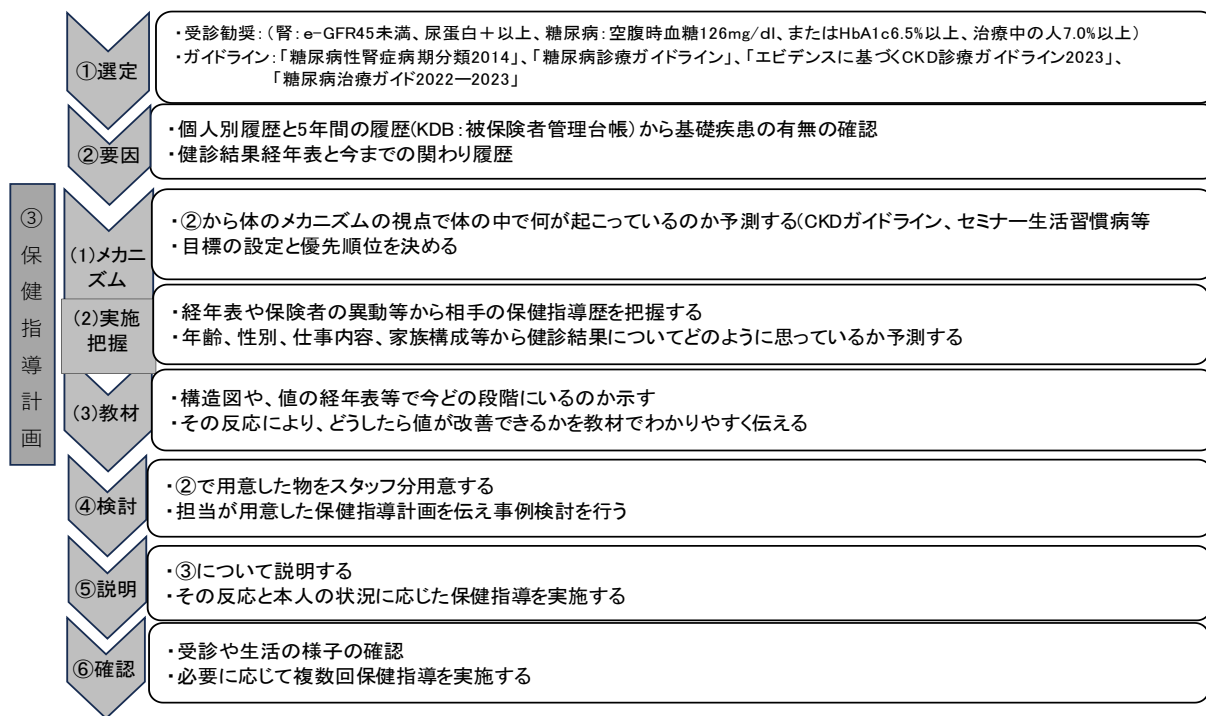 ①選定
・受診勧奨：（腎：e-GFR45未満、尿蛋白＋以上、糖尿病：空腹時血糖126mg/dl、またはHbA1c6.5%以上、治療中の人7.0%以上）
・ガイドライン：「糖尿病性腎症病期分類2014」、「糖尿病診療ガイドライン」、「エビデンスに基づくCKD診療ガイドライン2023」、
「糖尿病治療ガイド2022ー2023」
②要因
・個人別履歴と5年間の履歴(KDB：被保険者管理台帳)から基礎疾患の有無の確認
・健診結果経年表と今までの関わり履歴
③保健指導計画
(1)メカニ
ズム
・②から体のメカニズムの視点で体の中で何が起こっているのか予測する(CKDガイドライン、セミナー生活習慣病等
・目標の設定と優先順位を決める
(2)実施
把握
・経年表や保険者の異動等から相手の保健指導歴を把握する
・年齢、性別、仕事内容、家族構成等から健診結果についてどのように思っているか予測する
(3)教材
・構造図や、値の経年表等で今どの段階にいるのか示す
・その反応により、どうしたら値が改善できるかを教材でわかりやすく伝える
④検討
・②で用意した物をスタッフ分用意する
・担当が用意した保健指導計画を伝え事例検討を行う
⑤説明
・③について説明する
・その反応と本人の状況に応じた保健指導を実施する
⑥確認
・受診や生活の様子の確認
・必要に応じて複数回保健指導を実施する